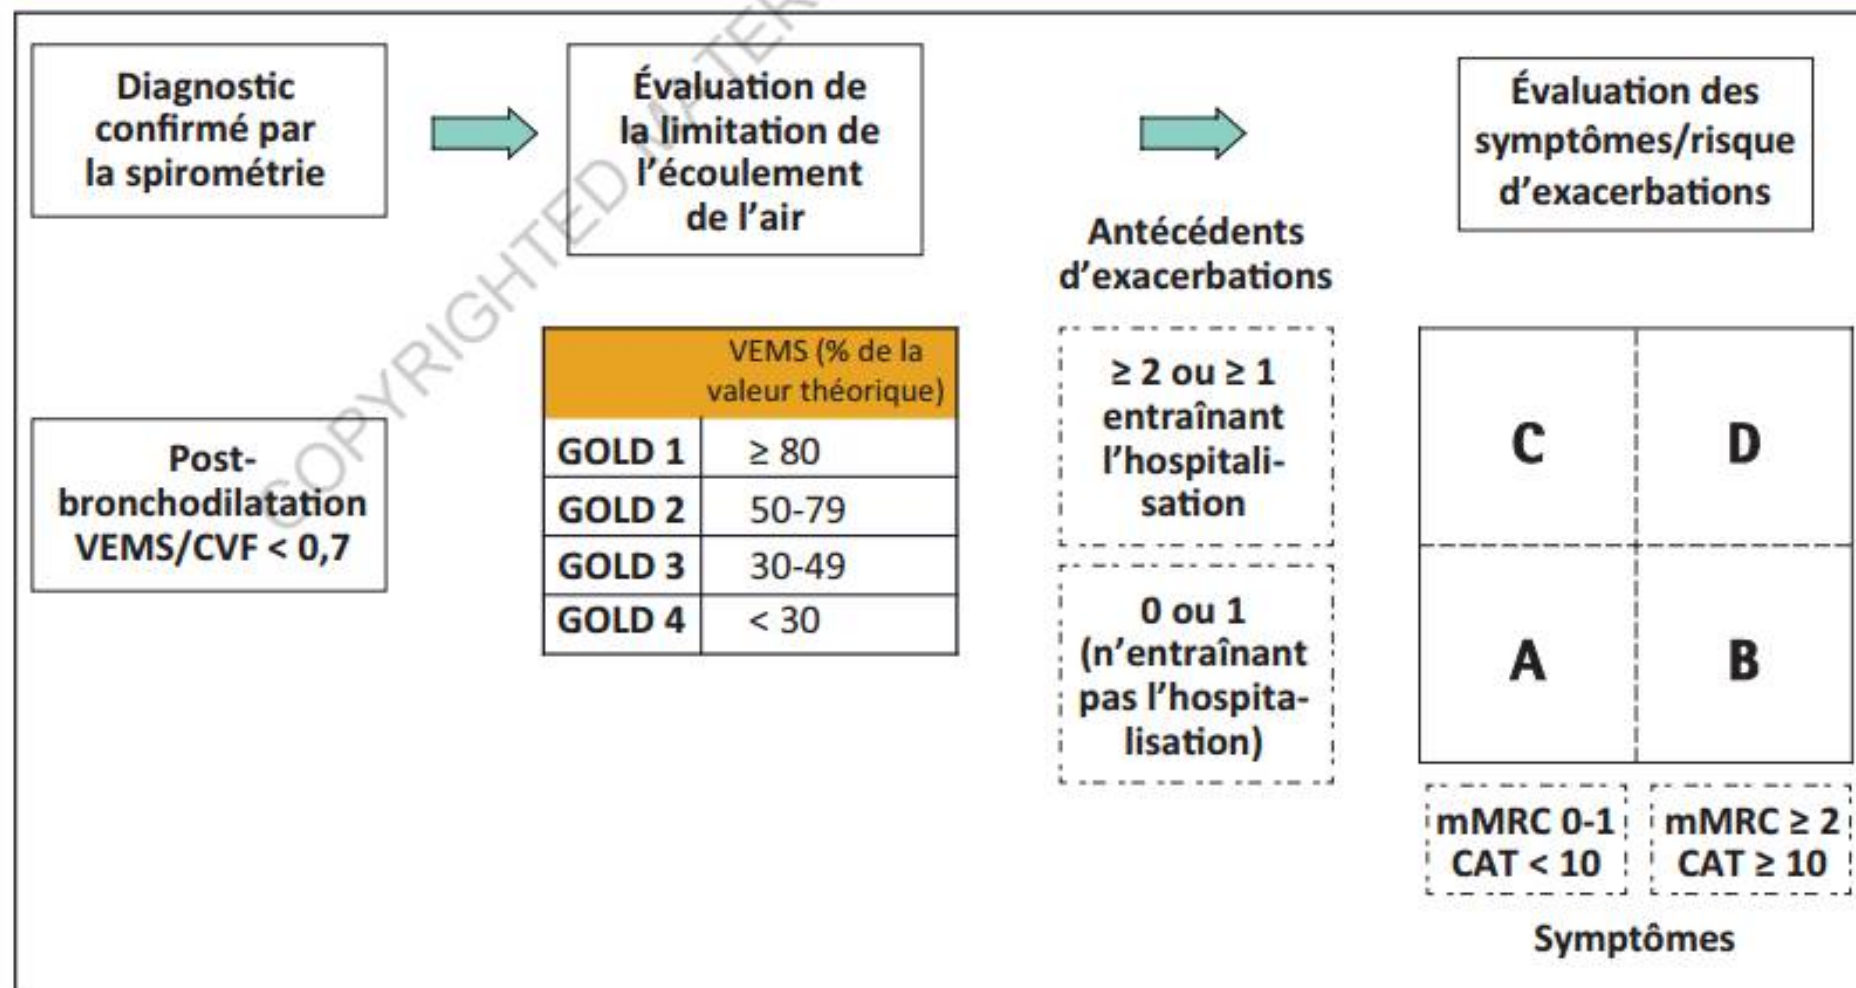 Diagnostic
confirmé par
la spirométrie
Évaluation de
la limitation de
l'écoulement
de l'air
Évaluation des
symptômes/risque
d'exacerbations
Antécédents
d'exacerbations
Post-
bronchodilatation
VEMS/CVF < 0,7
VEMS (% de la
valeur théorique)
GOLD 1 ≥ 80
GOLD 2 50-79
GOLD 3 30-49
GOLD 4 < 30
≥ 2 ou ≥ 1
entraînant
l'hospitali-
sation
0 ou 1
(n'entraînant
pas l'hospita-
lisation)
C D
A B
mMRC 0-1
CAT < 10
mMRC ≥ 2
CAT ≥ 10
Symptômes
COPYRIGHTED MATER